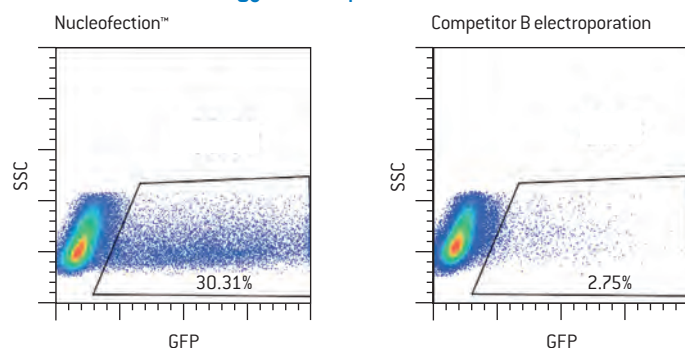 Nucleofection™
Competitor B electroporation
SSC
30.31%
GFP
SSC
2.75%
GFP